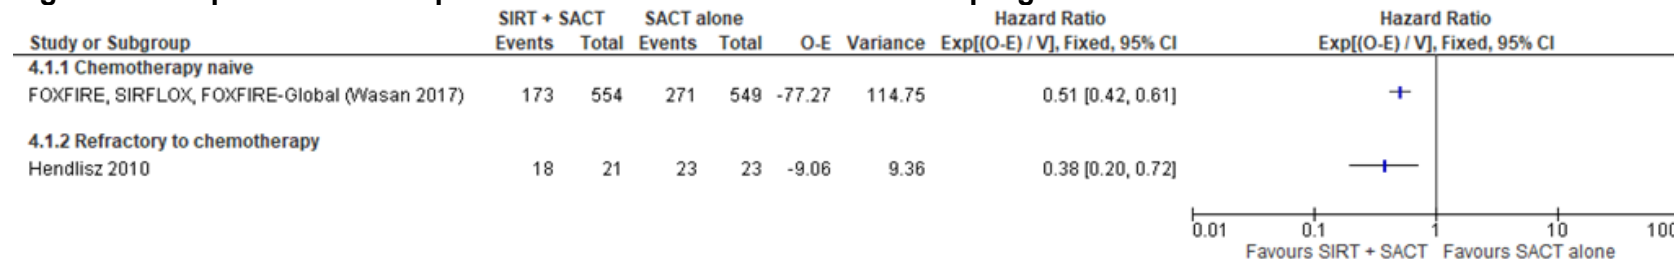 SIRT + SACT SACT alone Hazard Ratio Hazard Ratio
Study or Subgroup Events Total Events Total O-E Variance Exp[(O-E) / V], Fixed, 95% CI Exp[(O-E) / V], Fixed, 95% CI
4.1.1 Chemotherapy naive
FOXFIRE, SIRFLOX, FOXFIRE-Global (Wasan 2017) 173 554 271 549 -77.27 114.75 0.51 [0.42, 0.61]
4.1.2 Refractory to chemotherapy
Hendlisz 2010 18 21 23 23 -9.06 9.36 0.38 [0.20, 0.72]
0.01 0.1 1 10 100
Favours SIRT + SACT Favours SACT alone